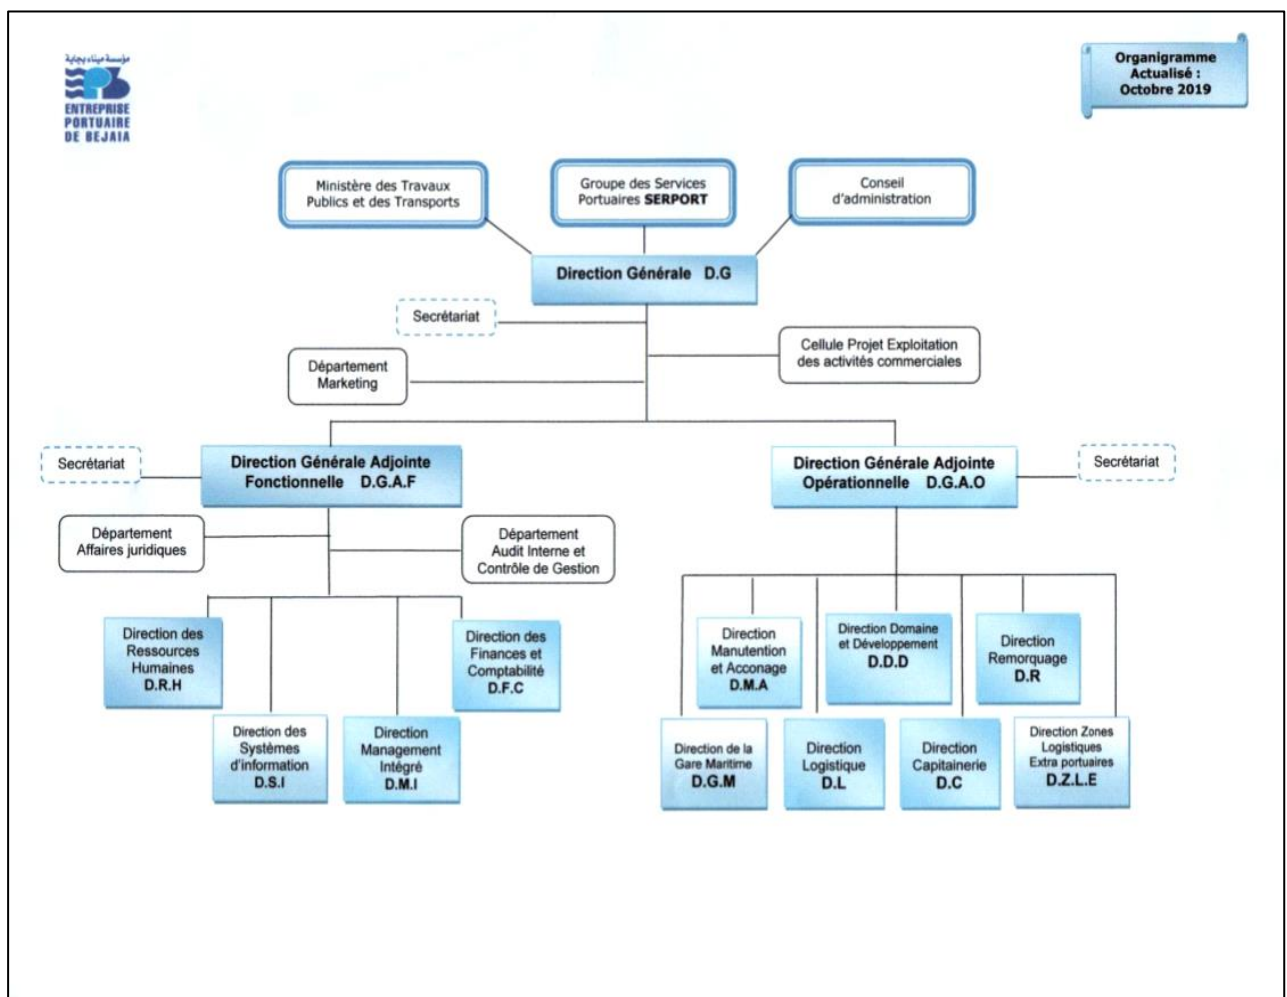 مؤسسة ميناء بجاية
ENTREPRISE
PORTUAIRE
DE BEJAIA
Organigramme
Actualisé :
Octobre 2019
Ministère des Travaux
Publics et des Transports
Groupe des Services
Portuaires SERPORT
Conseil
d'administration
Direction Générale D.G
Secrétariat
Cellule Projet Exploitation
des activités commerciales
Département
Marketing
Secrétariat
Direction Générale Adjointe
Fonctionnelle D.G.A.F
Direction Générale Adjointe
Opérationnelle D.G.A.O
Secrétariat
Département
Affaires juridiques
Département
Audit Interne et
Contrôle de Gestion
Direction des
Ressources
Humaines
D.R.H
Direction des
Finances et
Comptabilité
D.F.C
Direction
Manutention
et Acconage
D.M.A
Direction Domaine
et Développement
D.D.D
Direction
Remorquage
D.R
Direction des
Systèmes
d'information
D.S.I
Direction
Management
Intégré
D.M.I
Direction de la
Gare Maritime
D.G.M
Direction
Logistique
D.L
Direction
Capitainerie
D.C
Direction Zones
Logistiques
Extra portuaires
D.Z.L.E